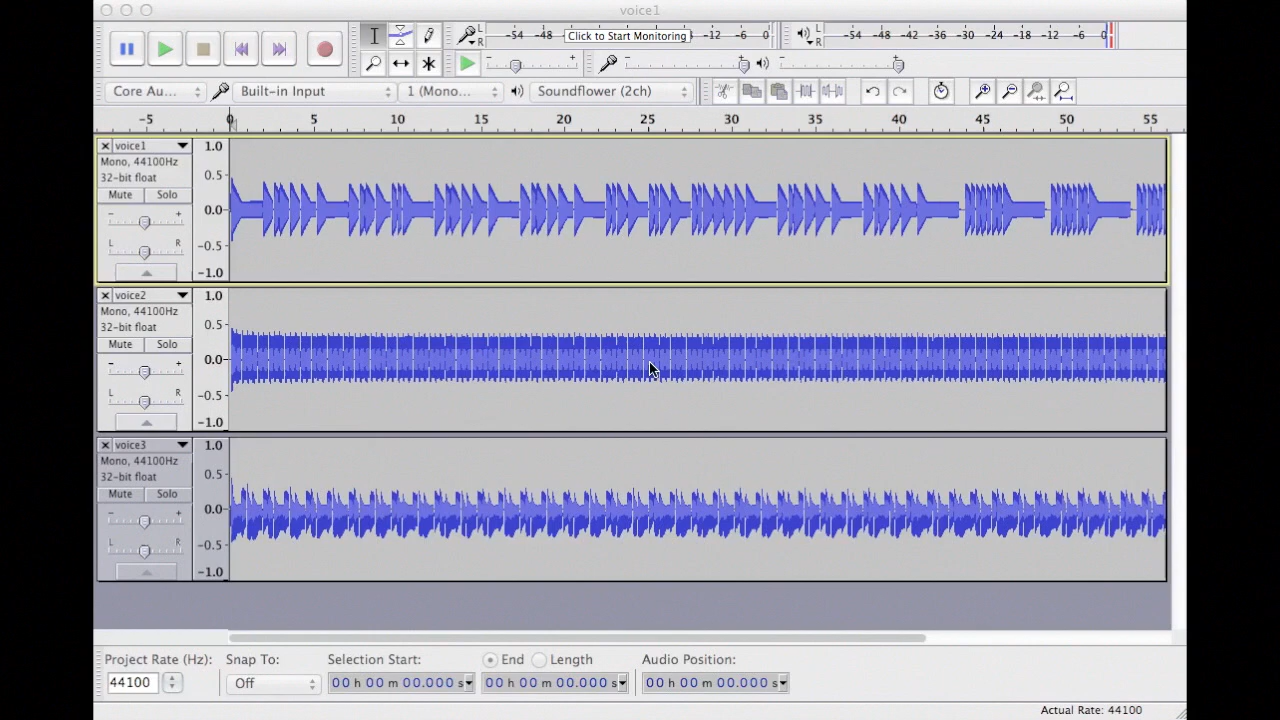 voice1
L R -54 -48 Click to Start Monitoring -12 -6 0 L R -54 -48 -42 -36 -30 -24 -18 -12 -6 0
- + - + - +
Core Au... Built-in Input 1 (Mono... Soundflower (2ch)
-5 0 5 10 15 20 25 30 35 40 45 50 55
voice1 1.0
Mono, 44100Hz
32-bit float 0.5
Mute Solo
- + 0.0
L R -0.5
-1.0
voice2 1.0
Mono, 44100Hz
32-bit float 0.5
Mute Solo
- + 0.0
L R -0.5
-1.0
voice3 1.0
Mono, 44100Hz
32-bit float 0.5
Mute Solo
- + 0.0
L R -0.5
-1.0
Project Rate (Hz): Snap To: Selection Start: End Length Audio Position:
44100 Off 00 h 00 m 00.000 s 00 h 00 m 00.000 s 00 h 00 m 00.000 s
Actual Rate: 44100